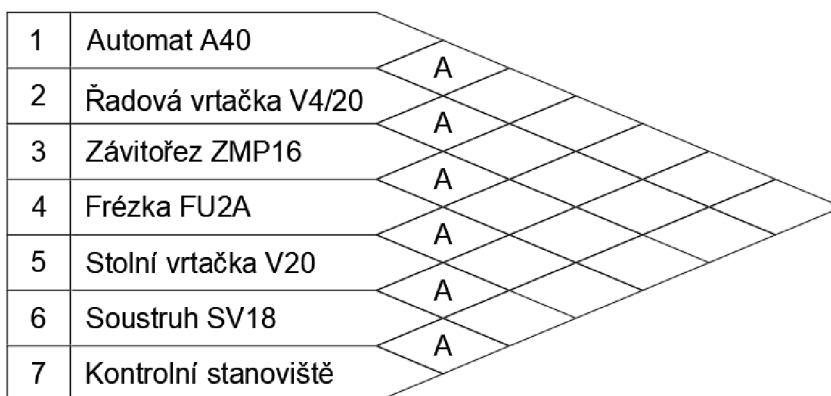 1 Automat A40
A
2 Řadová vrtačka V4/20
A
3 Závitořez ZMP16
A
4 Frézka FU2A
A
5 Stolní vrtačka V20
A
6 Soustruh SV18
A
7 Kontrolní stanoviště